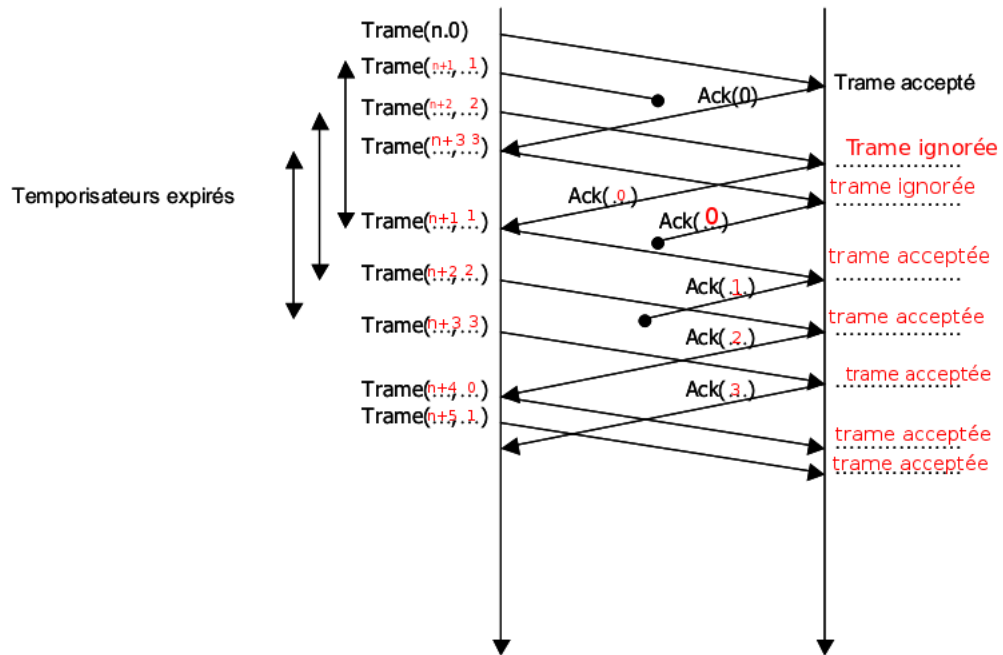 Trame(n.0)
Trame(n+1, 1)
Trame accepté
Ack(0)
Trame(n+2, 2)
Trame(n+3 3)
Trame ignorée
trame ignorée
Temporisateurs expirés
Ack(.0.)
Trame(n+1, 1)
Ack(.0.)
trame acceptée
Trame(n+2, 2.)
Ack(.1.)
trame acceptée
Trame(n+3, 3)
Ack(.2.)
trame acceptée
Trame(n+4, 0)
Ack(.3.)
Trame(n+5, 1.)
trame acceptée
trame acceptée